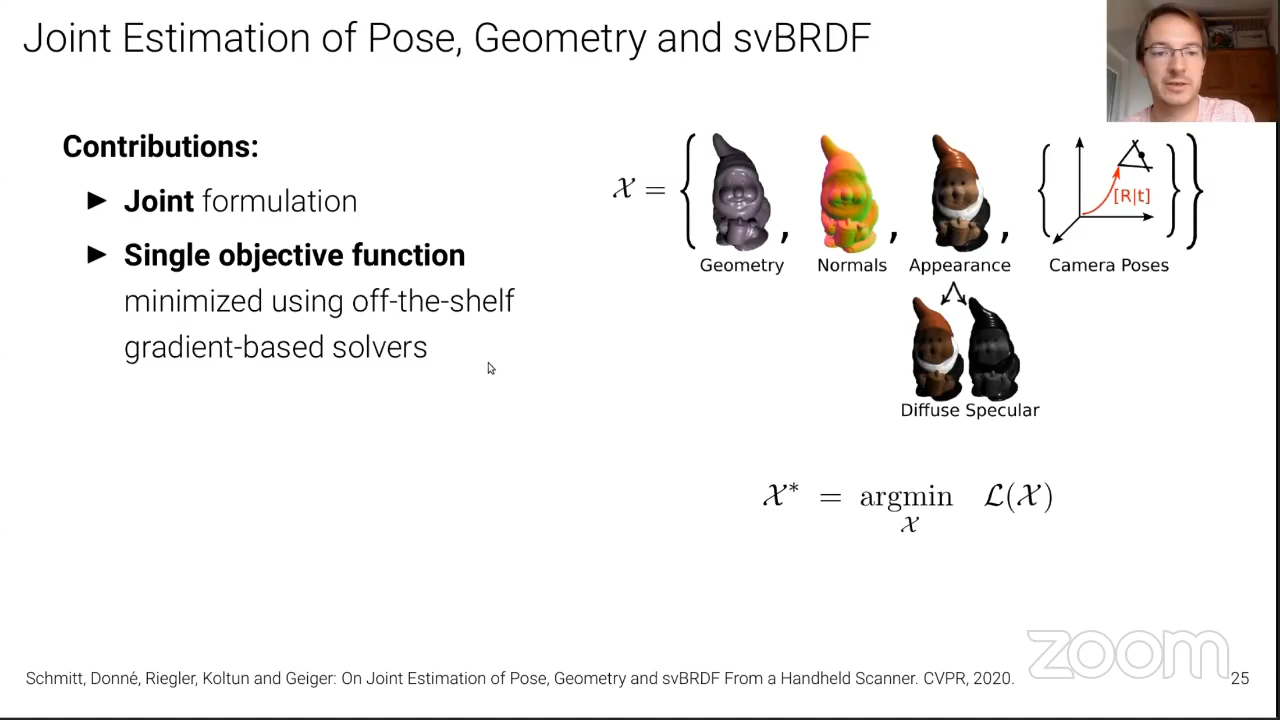 Joint Estimation of Pose, Geometry and svBRDF
Contributions:
▶ Joint formulation
▶ Single objective function
minimized using off-the-shelf
gradient-based solvers
𝒳 = { , , , { [R|t] } }
Geometry Normals Appearance Camera Poses
Diffuse Specular
𝒳* = argmin ℒ(𝒳)
𝒳
zoom
Schmitt, Donné, Riegler, Koltun and Geiger: On Joint Estimation of Pose, Geometry and svBRDF From a Handheld Scanner. CVPR, 2020.
25